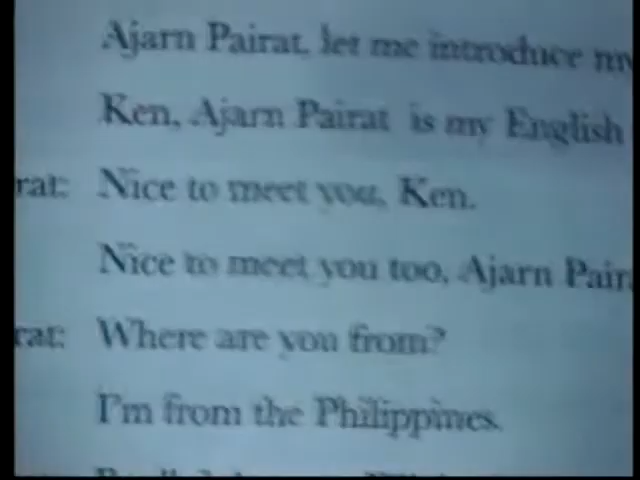 Ajarn Pairat, let me introduce my
Ken, Ajarn Pairat is my English
rat: Nice to meet you, Ken.
Nice to meet you too, Ajarn Pair
rat: Where are you from?
I'm from the Philippines.